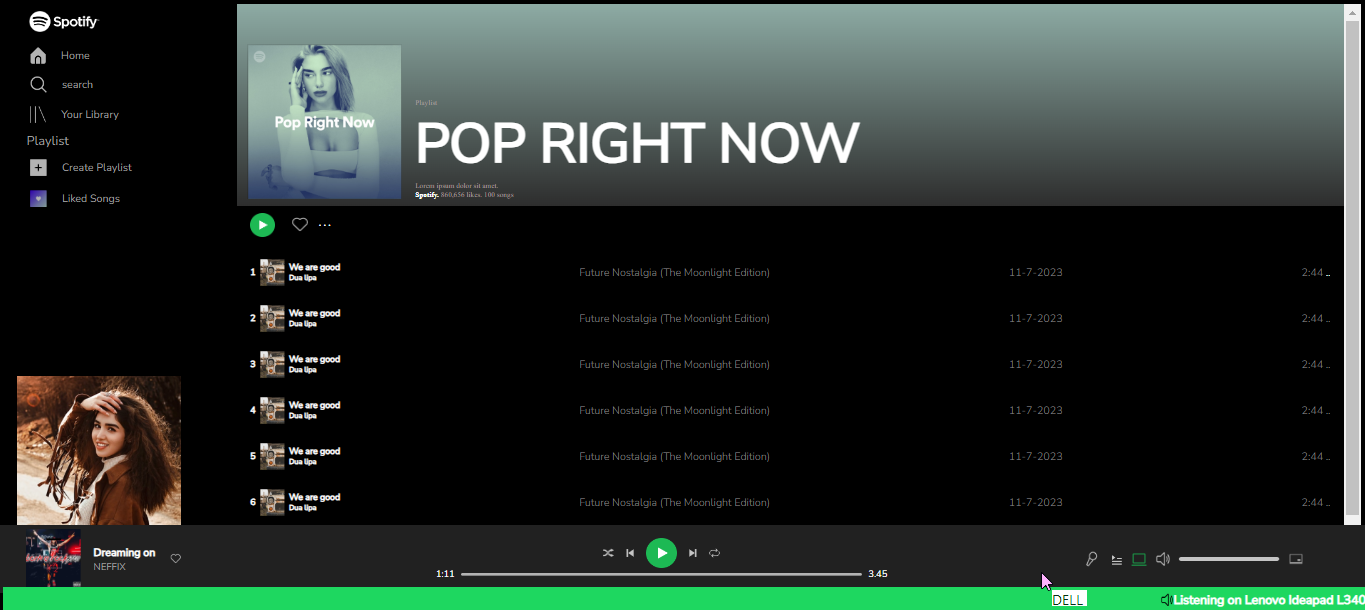 Spotify
Home
search
Your Library
Playlist
Create Playlist
Liked Songs
Pop Right Now
Playlist
POP RIGHT NOW
Lorem ipsum dolor sit amet.
Spotify. 860,656 likes. 100 songs
1 We are good Future Nostalgia (The Moonlight Edition) 11-7-2023 2:44 ..
Dua lipa
2 We are good Future Nostalgia (The Moonlight Edition) 11-7-2023 2:44 ..
Dua lipa
3 We are good Future Nostalgia (The Moonlight Edition) 11-7-2023 2:44 ..
Dua lipa
4 We are good Future Nostalgia (The Moonlight Edition) 11-7-2023 2:44 ..
Dua lipa
5 We are good Future Nostalgia (The Moonlight Edition) 11-7-2023 2:44 ..
Dua lipa
6 We are good Future Nostalgia (The Moonlight Edition) 11-7-2023 2:44 ..
Dua lipa
Dreaming on
NEFFIX
1:11 3.45
DELL
Listening on Lenovo Ideapad L340